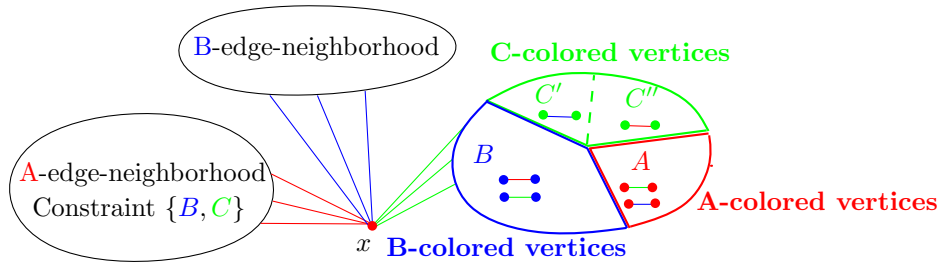 B-edge-neighborhood
C-colored vertices
C′
C″
A-edge-neighborhood
Constraint {B, C}
B
A
A-colored vertices
x
B-colored vertices